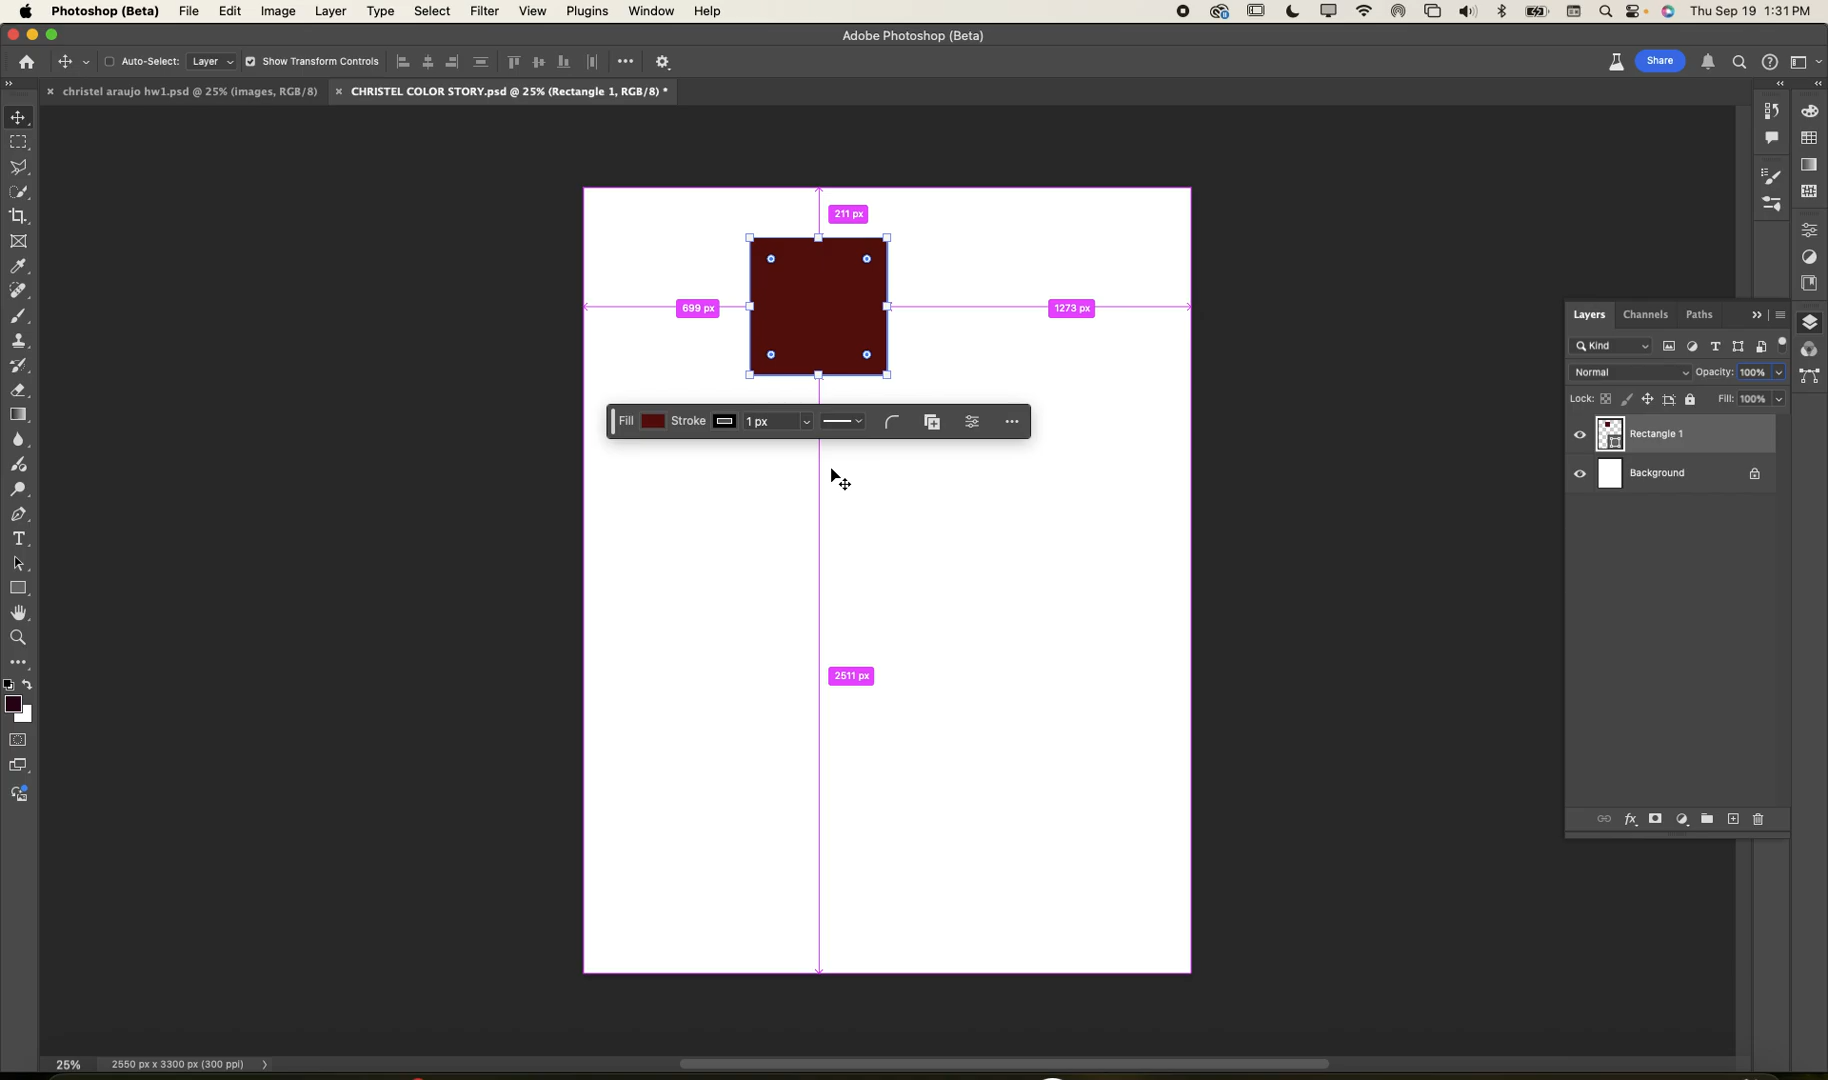 Photoshop (Beta) File Edit Image Layer Type Select Filter View Plugins Window Help Thu Sep 19 1:31 PM
Adobe Photoshop (Beta)
Auto-Select: Layer Show Transform Controls Share
christel araujo hw1.psd @ 25% (images, RGB/8) CHRISTEL COLOR STORY.psd @ 25% (Rectangle 1, RGB/8) *
211 px
699 px 1273 px
Fill Stroke 1 px
2511 px
Layers Channels Paths
Kind
Normal Opacity: 100%
Lock: Fill: 100%
Rectangle 1
Background
fx
25% 2550 px x 3300 px (300 ppi)